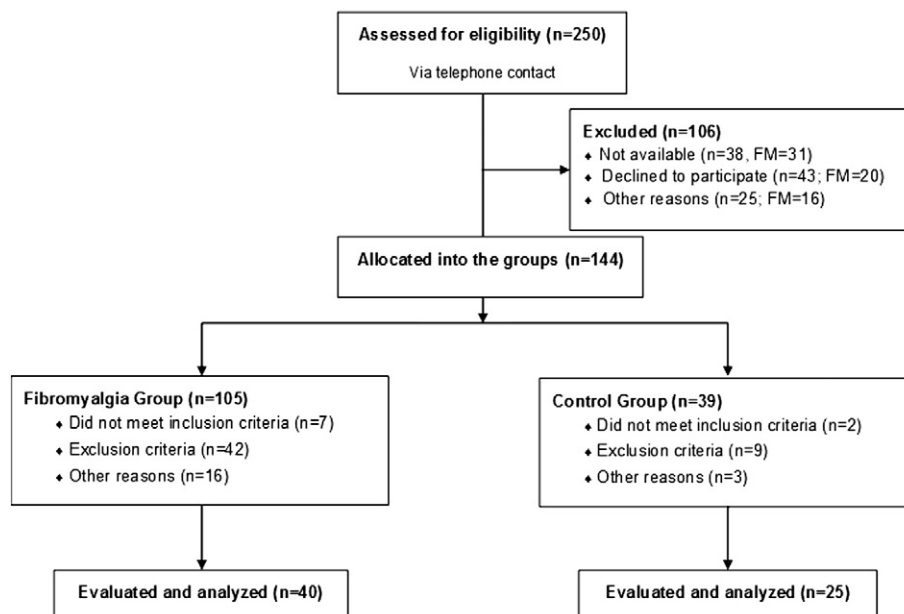 Assessed for eligibility (n=250)
Via telephone contact
Excluded (n=106)
♦ Not available (n=38, FM=31)
♦ Declined to participate (n=43; FM=20)
♦ Other reasons (n=25; FM=16)
Allocated into the groups (n=144)
Fibromyalgia Group (n=105)
♦ Did not meet inclusion criteria (n=7)
♦ Exclusion criteria (n=42)
♦ Other reasons (n=16)
Control Group (n=39)
♦ Did not meet inclusion criteria (n=2)
♦ Exclusion criteria (n=9)
♦ Other reasons (n=3)
Evaluated and analyzed (n=40)
Evaluated and analyzed (n=25)